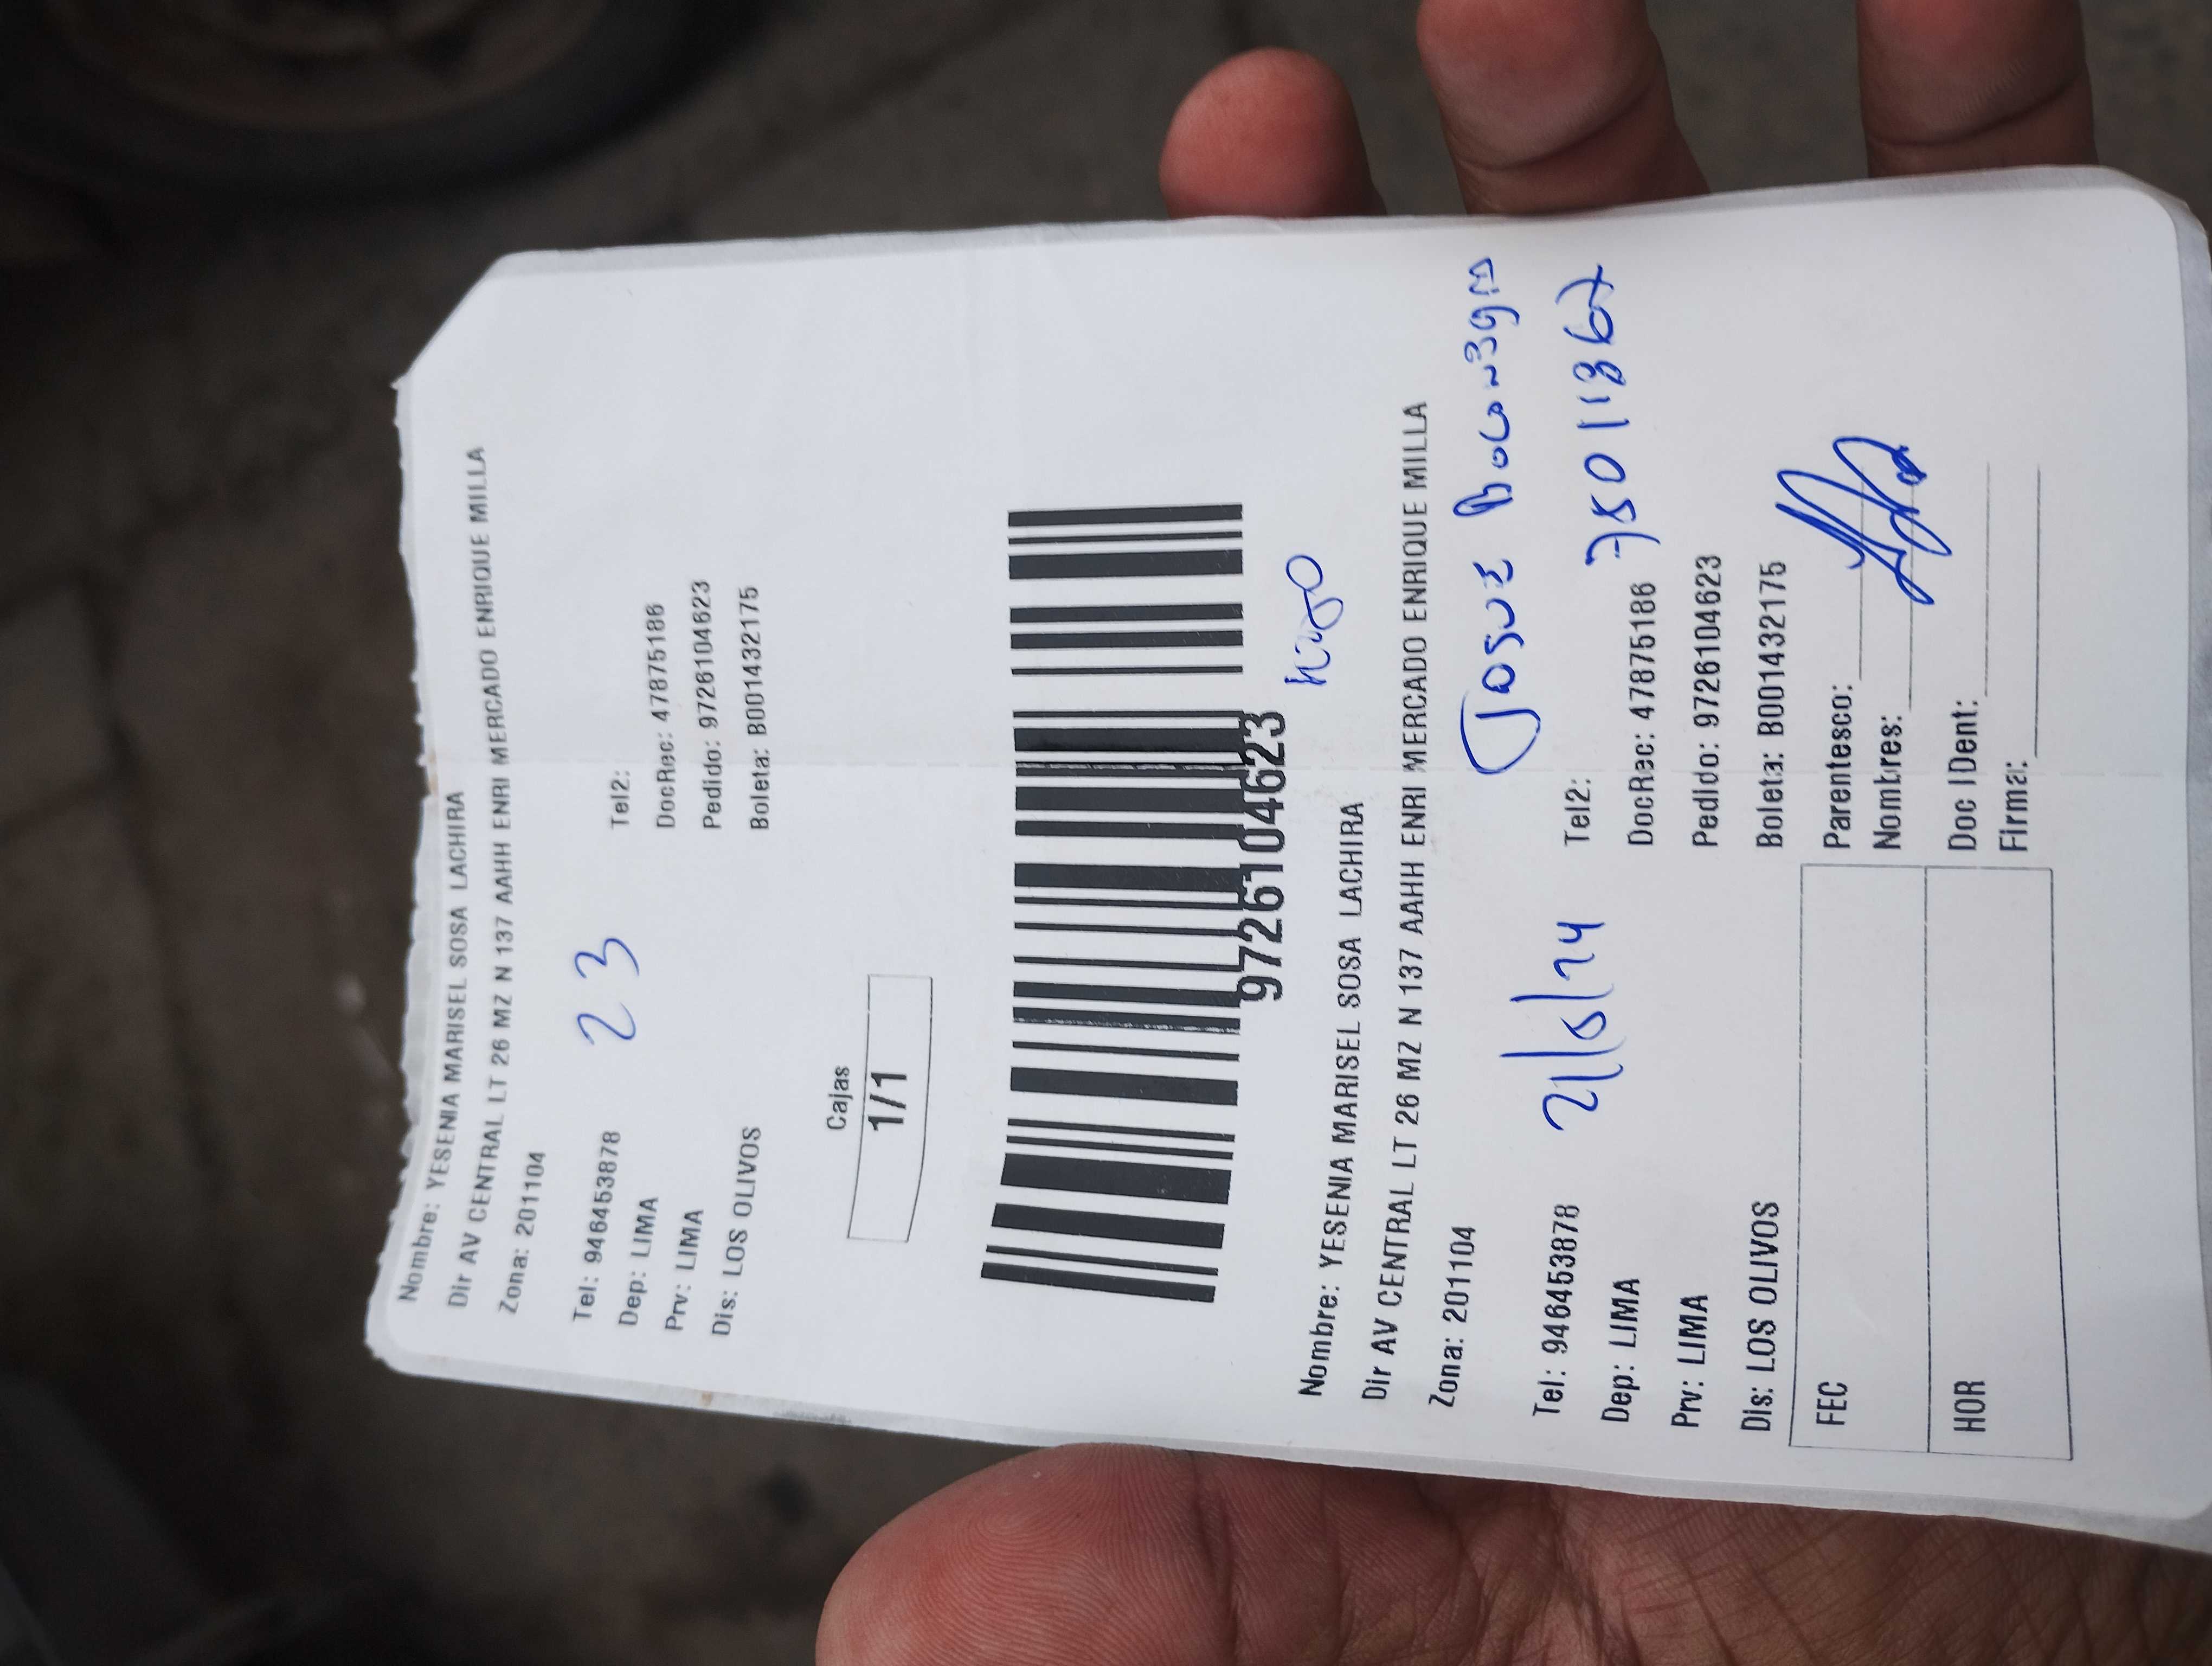 Nombre: YESENIA MARISEL SOSA LACHIRA
Dir AV CENTRAL LT 26 MZ N 137 AAHH ENRI MERCADO ENRIQUE MILLA
Zona: 201104
23
Tel: 946453878 Tel2:
Dep: LIMA DocRec: 47875186
Prv: LIMA Pedido: 9726104623
Dis: LOS OLIVOS Boleta: B001432175
Cajas
1/1
9726104623
Nombre: YESENIA MARISEL SOSA LACHIRA
Dir AV CENTRAL LT 26 MZ N 137 AAHH ENRI MERCADO ENRIQUE MILLA
Zona: 201104
JOSUE
Tel: 946453878 Tel2:
75011367
Dep: LIMA DocRec: 47875186
Prv: LIMA Pedido: 9726104623
Dis: LOS OLIVOS Boleta: B001432175
FEC Parentesco:
Nombres:
HOR Doc IDent:
Firma: